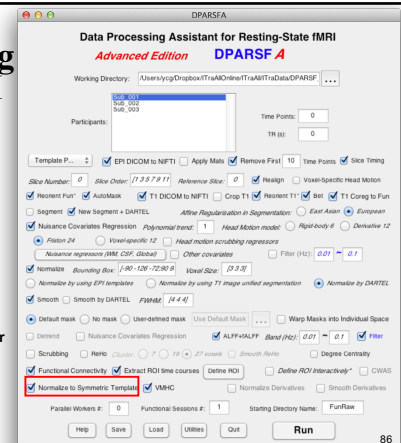 g
DPARSFA
Data Processing Assistant for Resting-State fMRI
Advanced Edition DPARSF A
Working Directory: /Users/ycg/Dropbox/ITraAllOnline/ITraAll/ITraData/DPARSF_ ...
Participants:
Sub_001
Sub_002
Sub_003
Time Points: 0
TR (s): 0
Template P... EPI DICOM to NIFTI Apply Mats Remove First 10 Time Points Slice Timing
Slice Number: 0 Slice Order: [1 3 5 7 9 11 Reference Slice: 0 Realign Voxel-Specific Head Motion
Reorient Fun* AutoMask T1 DICOM to NIFTI Crop T1 Reorient T1* Bet T1 Coreg to Fun
Segment New Segment + DARTEL Affine Regularisation in Segmentation: East Asian European
Nuisance Covariates Regression Polynomial trend: 1 Head Motion model: Rigid-body 6 Derivative 12
Friston 24 Voxel-specific 12 Head motion scrubbing regressors
Nuisance regressors (WM, CSF, Global) Other covariates Filter (Hz): 0.01 ~ 0.1
Normalize Bounding Box: [-90 -126 -72;90 9 Voxel Size: [3 3 3]
Normalize by using EPI templates Normalize by using T1 image unified segmentation Normalize by DARTEL
Smooth Smooth by DARTEL FWHM: [4 4 4]
Default mask No mask User-defined mask Use Default Mask ... Warp Masks into Individual Space
r
Detrend Nuisance Covariates Regression ALFF+fALFF Band (Hz): 0.01 ~ 0.1 Filter
Scrubbing ReHo Cluster: 7 19 27 voxels Smooth ReHo Degree Centrality
Functional Connectivity Extract ROI time courses Define ROI Define ROI Interactively* CWAS
Normalize to Symmetric Template VMHC Normalize Derivatives Smooth Derivatives
Parallel Workers #: 0 Functional Sessions #: 1 Starting Directory Name: FunRaw
Help Save Load Utilities Quit Run
86